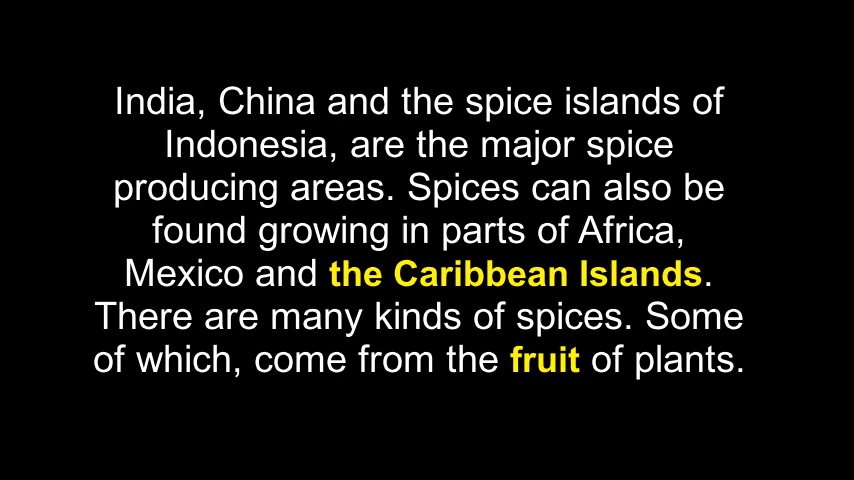 India, China and the spice islands of
Indonesia, are the major spice
producing areas. Spices can also be
found growing in parts of Africa,
Mexico and the Caribbean Islands.
There are many kinds of spices. Some
of which, come from the fruit of plants.